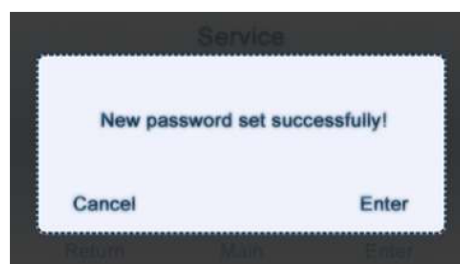 Service
New password set successfully!
Cancel Enter
Return Main Enter